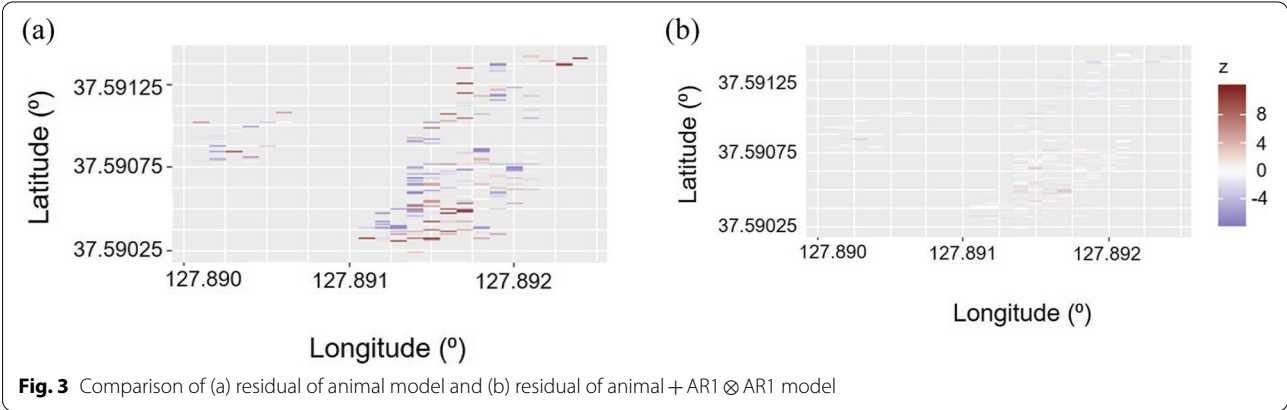 (a)
Latitude (º)
37.59125
37.59075
37.59025
127.890 127.891 127.892
Longitude (º)
(b)
Latitude (º)
37.59125
37.59075
37.59025
127.890 127.891 127.892
Longitude (º)
z
8
4
0
-4
Fig. 3 Comparison of (a) residual of animal model and (b) residual of animal + AR1 ⊗ AR1 model